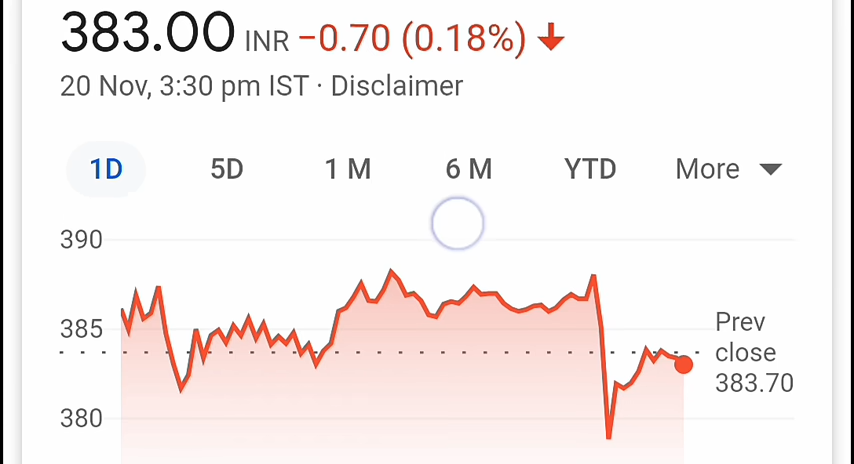 383.00 INR −0.70 (0.18%)
20 Nov, 3:30 pm IST · Disclaimer
1D 5D 1 M 6 M YTD More
390
385
380
Prev
close
383.70